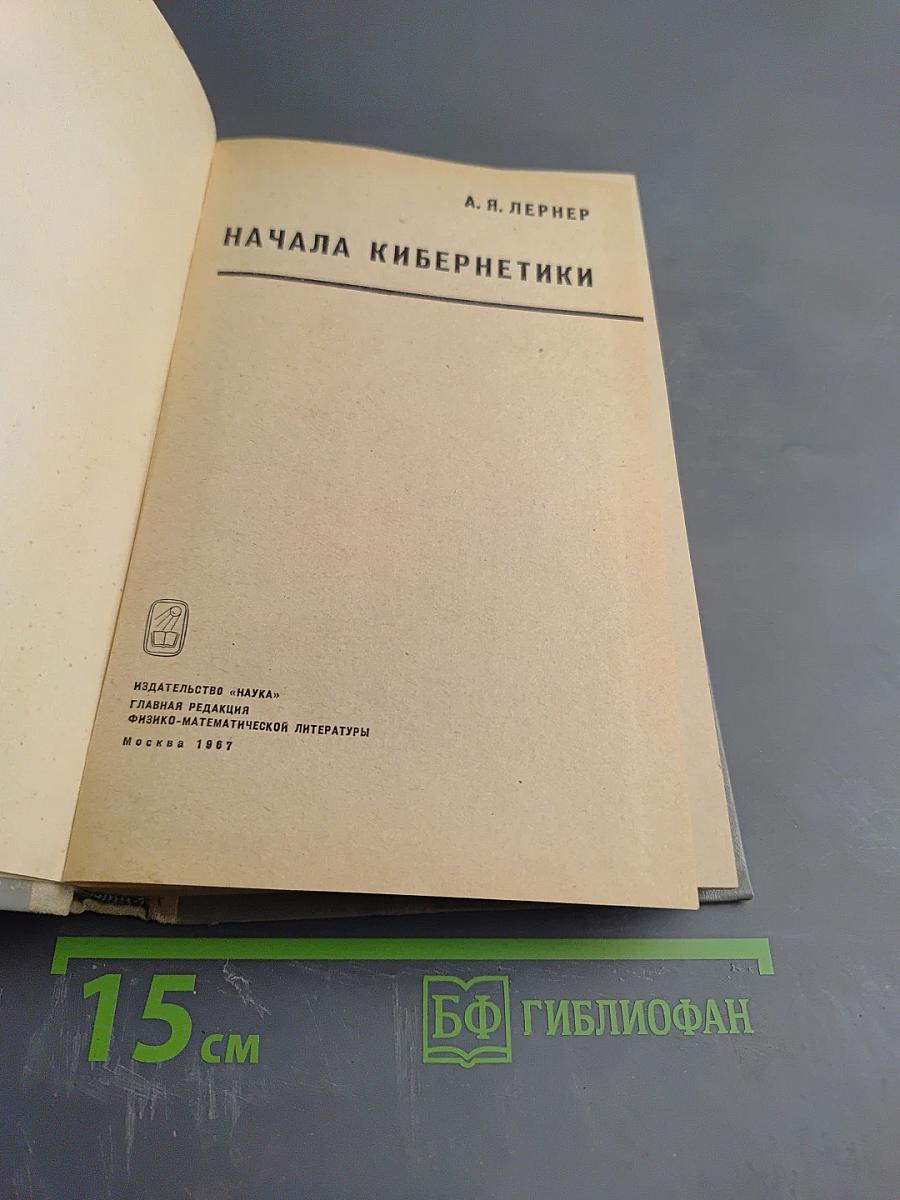 А. Я. ЛЕРНЕР
НАЧАЛА КИБЕРНЕТИКИ
ИЗДАТЕЛЬСТВО «НАУКА»
ГЛАВНАЯ РЕДАКЦИЯ
ФИЗИКО-МАТЕМАТИЧЕСКОЙ ЛИТЕРАТУРЫ
Москва 1967
15 см
БФ ГИБЛИОФАН